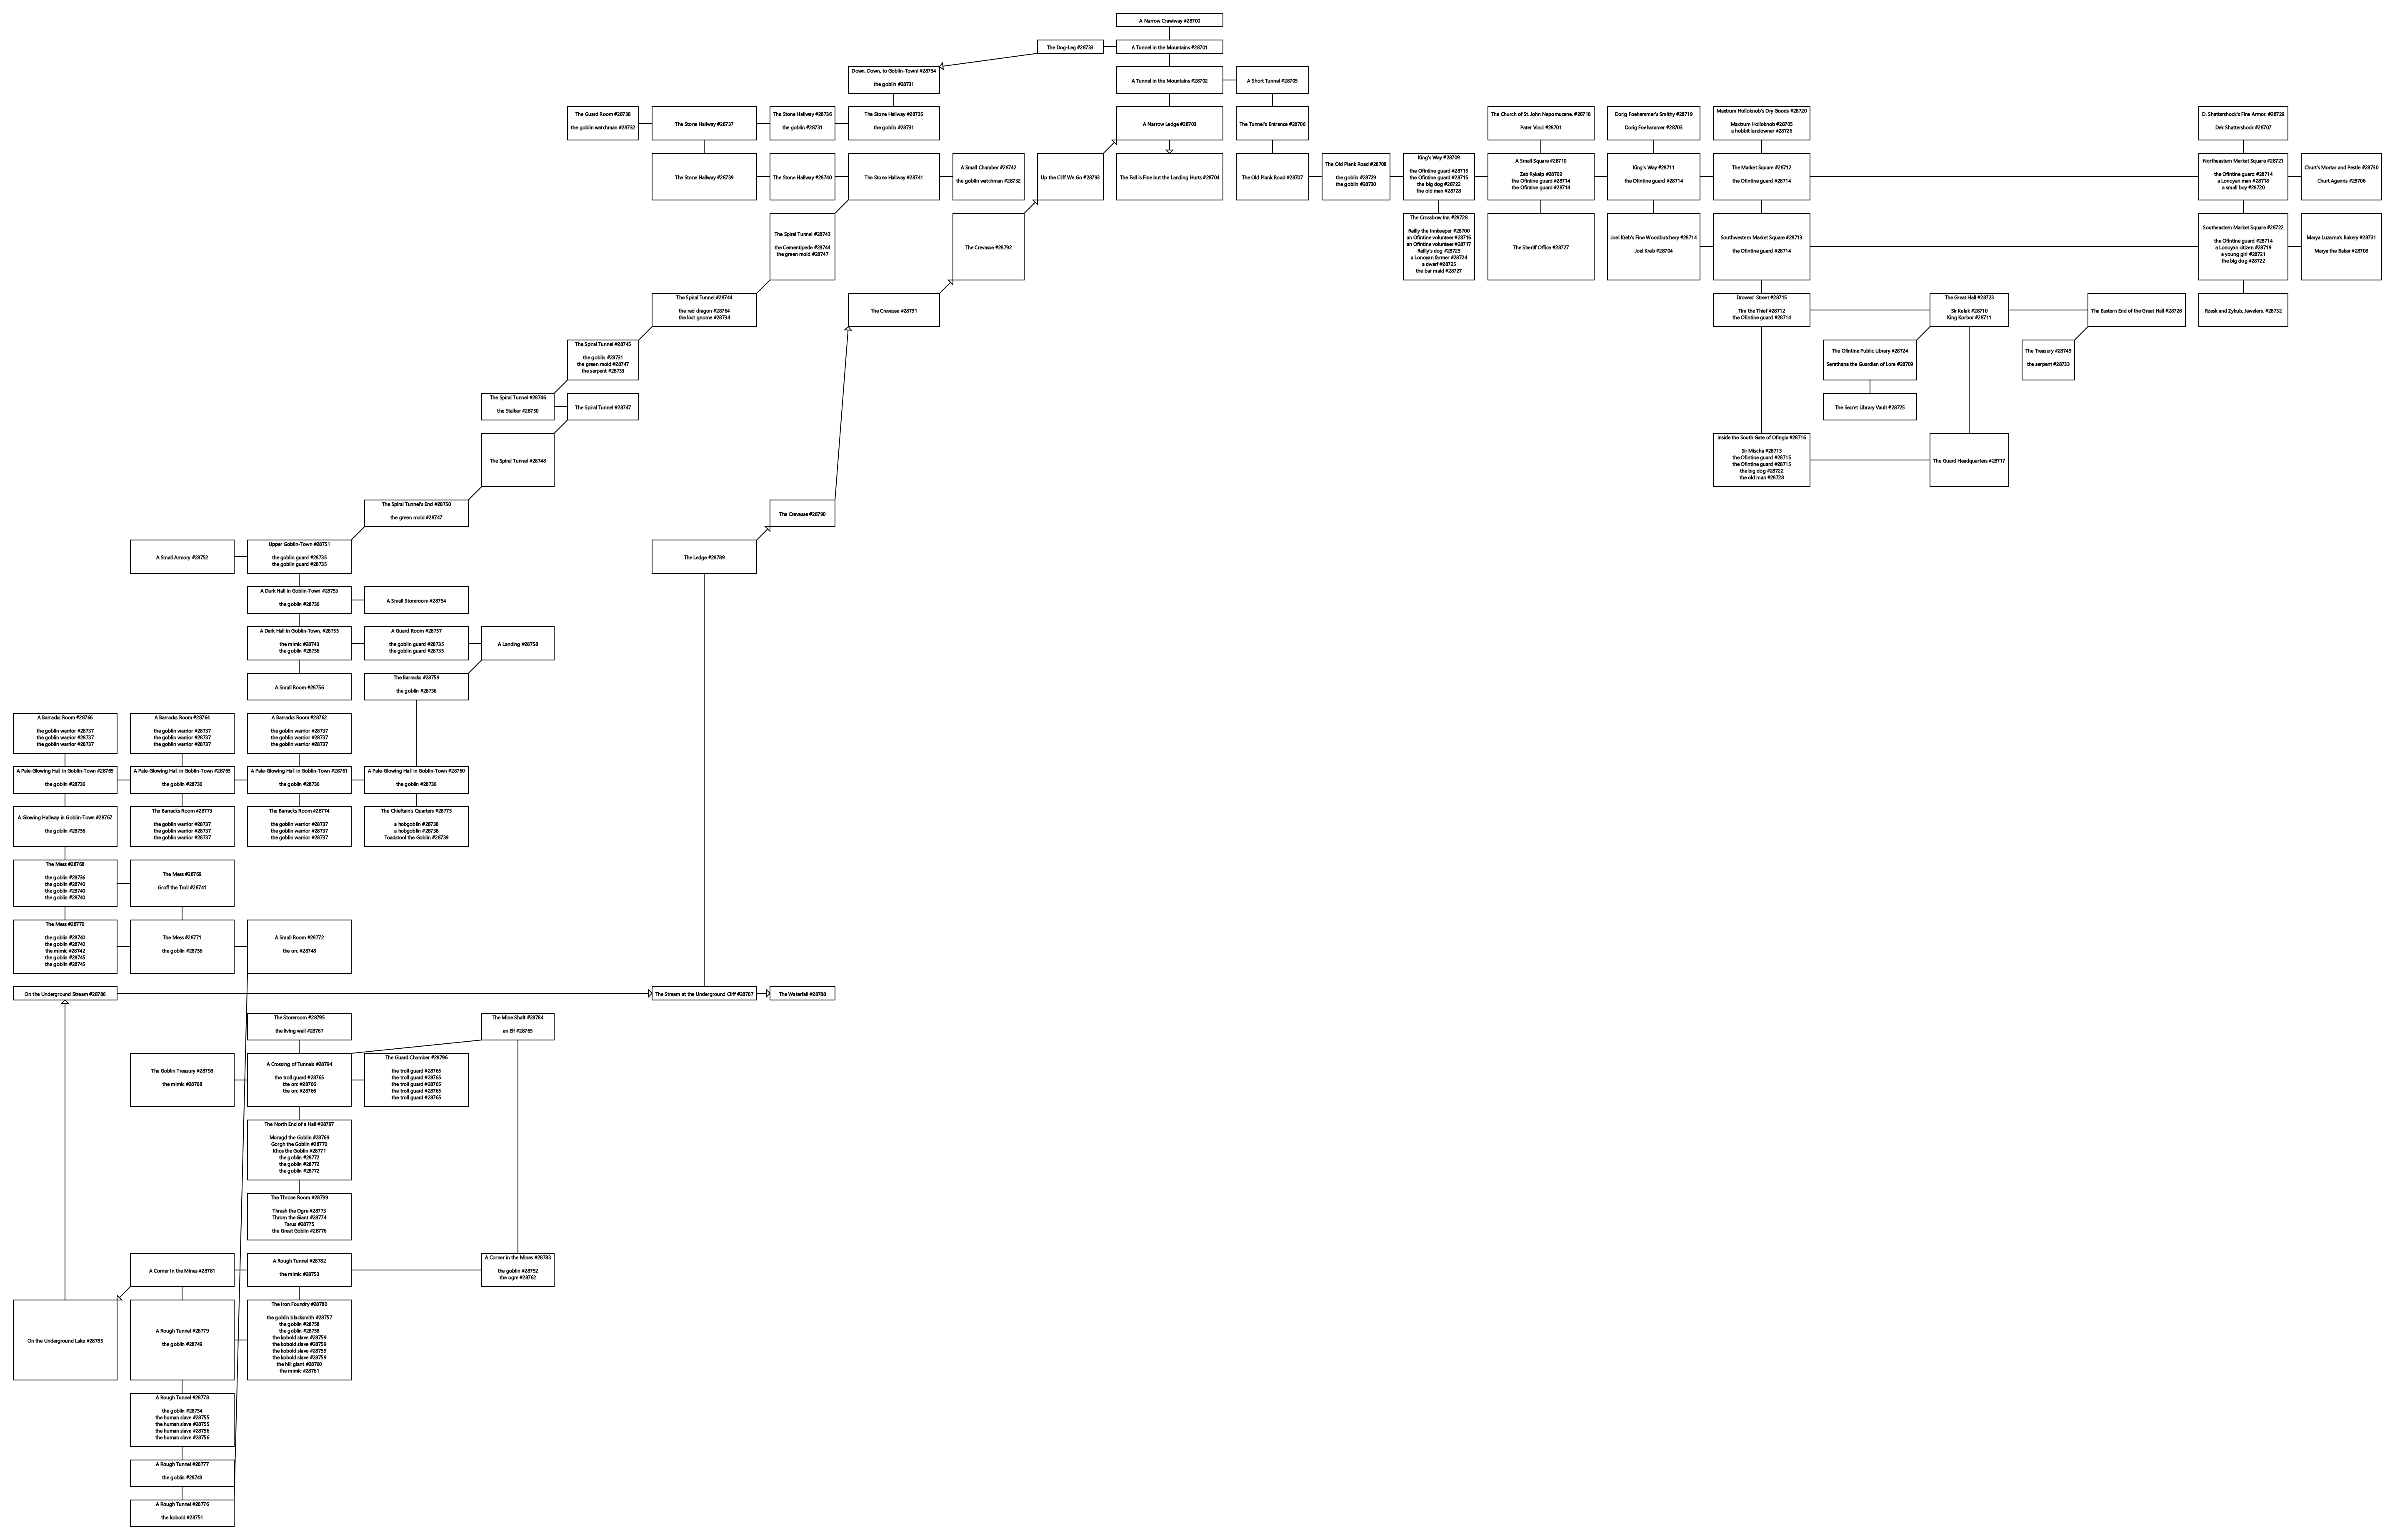 A Narrow Crawlway #28700
The Dog-Leg #28733
A Tunnel in the Mountains #28701
Down, Down, to Goblin-Town! #28734
the goblin #28731
A Tunnel in the Mountains #28702
A Short Tunnel #28705
The Guard Room #28738
the goblin watchman #28732
The Stone Hallway #28737
The Stone Hallway #28736
the goblin #28731
The Stone Hallway #28735
the goblin #28731
A Narrow Ledge #28703
The Tunnel's Entrance #28706
The Church of St. John Nepomucene. #28718
Pater Vinci #28701
Dorig Foehammer's Smithy #28719
Dorig Foehammer #28703
Maxtrum Holloknob's Dry Goods #28720
Maxtrum Holloknob #28705
a hobbit landowner #28726
D. Shattershock's Fine Armor. #28729
Dek Shattershock #28707
The Stone Hallway #28739
The Stone Hallway #28740
The Stone Hallway #28741
A Small Chamber #28742
the goblin watchman #28732
Up the Cliff We Go #28793
The Fall is Fine but the Landing Hurts #28704
The Old Plank Road #28707
The Old Plank Road #28708
the goblin #28729
the goblin #28730
King's Way #28709
the Ofintine guard #28715
the Ofintine guard #28715
the big dog #28722
the old man #28728
A Small Square #28710
Zeb Rykalp #28702
the Ofintine guard #28714
the Ofintine guard #28714
King's Way #28711
the Ofintine guard #28714
The Market Square #28712
the Ofintine guard #28714
Northeastern Market Square #28721
the Ofintine guard #28714
a Lonoyan man #28718
a small boy #28720
Churt's Mortar and Pestle #28730
Churt Agenris #28706
The Spiral Tunnel #28743
the Cementipede #28744
the green mold #28747
The Crevasse #28792
The Crossbow Inn #28728
Reilly the Innkeeper #28700
an Ofintine volunteer #28716
an Ofintine volunteer #28717
Reilly's dog #28723
a Lonoyan farmer #28724
a dwarf #28725
the bar maid #28727
The Sheriff Office #28727
Joel Kreb's Fine Woodbutchery #28714
Joel Kreb #28704
Southwestern Market Square #28713
the Ofintine guard #28714
Southeastern Market Square #28722
the Ofintine guard #28714
a Lonoyan citizen #28719
a young girl #28721
the big dog #28722
Marya Luzarna's Bakery #28731
Marya the Baker #28708
The Spiral Tunnel #28744
the red dragon #28764
the lost gnome #28734
The Crevasse #28791
Drovers' Street #28715
Tim the Thief #28712
the Ofintine guard #28714
The Great Hall #28723
Sir Kelek #28710
King Korbor #28711
The Eastern End of the Great Hall #28726
Rzesk and Zykub, Jewelers. #28732
The Spiral Tunnel #28745
the goblin #28731
the green mold #28747
the serpent #28733
The Ofintine Public Library #28724
Serathana the Guardian of Lore #28709
The Treasury #28749
the serpent #28733
The Spiral Tunnel #28746
the Stalker #28750
The Spiral Tunnel #28747
The Secret Library Vault #28725
The Spiral Tunnel #28748
Inside the South Gate of Ofingia #28716
Sir Mischa #28713
the Ofintine guard #28715
the Ofintine guard #28715
the big dog #28722
the old man #28728
The Guard Headquarters #28717
The Spiral Tunnel's End #28750
the green mold #28747
The Crevasse #28790
A Small Armory #28752
Upper Goblin-Town #28751
the goblin guard #28735
the goblin guard #28735
The Ledge #28789
A Dark Hall in Goblin-Town #28753
the goblin #28736
A Small Storeroom #28754
A Dark Hall in Goblin-Town. #28755
the mimic #28743
the goblin #28736
A Guard Room #28757
the goblin guard #28735
the goblin guard #28735
A Landing #28758
A Small Room #28756
The Barracks #28759
the goblin #28736
A Barracks Room #28766
the goblin warrior #28737
the goblin warrior #28737
the goblin warrior #28737
A Barracks Room #28764
the goblin warrior #28737
the goblin warrior #28737
the goblin warrior #28737
A Barracks Room #28762
the goblin warrior #28737
the goblin warrior #28737
the goblin warrior #28737
A Pale-Glowing Hall in Goblin-Town #28765
the goblin #28736
A Pale-Glowing Hall in Goblin-Town #28763
the goblin #28736
A Pale-Glowing Hall in Goblin-Town #28761
the goblin #28736
A Pale-Glowing Hall in Goblin-Town #28760
the goblin #28736
A Glowing Hallway in Goblin-Town #28767
the goblin #28736
The Barracks Room #28773
the goblin warrior #28737
the goblin warrior #28737
the goblin warrior #28737
The Barracks Room #28774
the goblin warrior #28737
the goblin warrior #28737
the goblin warrior #28737
The Chieftain's Quarters #28775
a hobgoblin #28738
a hobgoblin #28738
Toadstool the Goblin #28739
The Mess #28768
the goblin #28736
the goblin #28740
the goblin #28740
the goblin #28740
The Mess #28769
Groff the Troll #28741
The Mess #28770
the goblin #28740
the goblin #28740
the mimic #28742
the goblin #28745
the goblin #28745
The Mess #28771
the goblin #28736
A Small Room #28772
the orc #28748
On the Underground Stream #28786
The Stream at the Underground Cliff #28787
The Waterfall #28788
The Storeroom #28795
the living wall #28767
The Mine Shaft #28784
an Elf #28763
The Goblin Treasury #28798
the mimic #28768
A Crossing of Tunnels #28794
the troll guard #28765
the orc #28766
the orc #28766
The Guard Chamber #28796
the troll guard #28765
the troll guard #28765
the troll guard #28765
the troll guard #28765
the troll guard #28765
The North End of a Hall #28797
Moragd the Goblin #28769
Gorgh the Goblin #28770
Khos the Goblin #28771
the goblin #28772
the goblin #28772
the goblin #28772
The Throne Room #28799
Thrash the Ogre #28773
Throm the Giant #28774
Tarus #28775
the Great Goblin #28776
A Corner In the Mines #28781
A Rough Tunnel #28782
the mimic #28753
A Corner in the Mines #28783
the goblin #28752
the ogre #28762
On the Underground Lake #28785
A Rough Tunnel #28779
the goblin #28749
The Iron Foundry #28780
the goblin blacksmith #28757
the goblin #28758
the goblin #28758
the kobold slave #28759
the kobold slave #28759
the kobold slave #28759
the kobold slave #28759
the hill giant #28760
the mimic #28761
A Rough Tunnel #28778
the goblin #28754
the human slave #28755
the human slave #28755
the human slave #28756
the human slave #28756
A Rough Tunnel #28777
the goblin #28749
A Rough Tunnel #28776
the kobold #28751